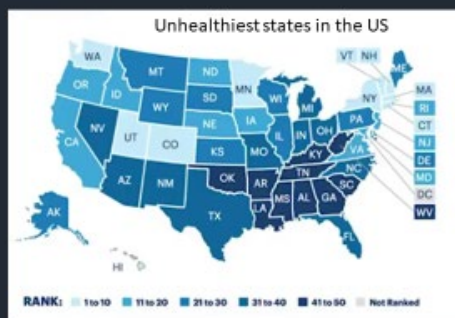 Unhealthiest states in the US
WA
VT NH
ME
MT
ND
MN
OR
ID
SD
WI
MI
NY
MA
WY
RI
IA
PA
CT
NE
NV
IL
IN
OH
NJ
UT
CO
DE
CA
KS
MO
KY
VA
MD
NC
DC
TN
AZ
NM
OK
AR
SC
WV
MS
AL
GA
LA
TX
AK
FL
HI
RANK: 1 to 10 11 to 20 21 to 30 31 to 40 41 to 50 Not Ranked